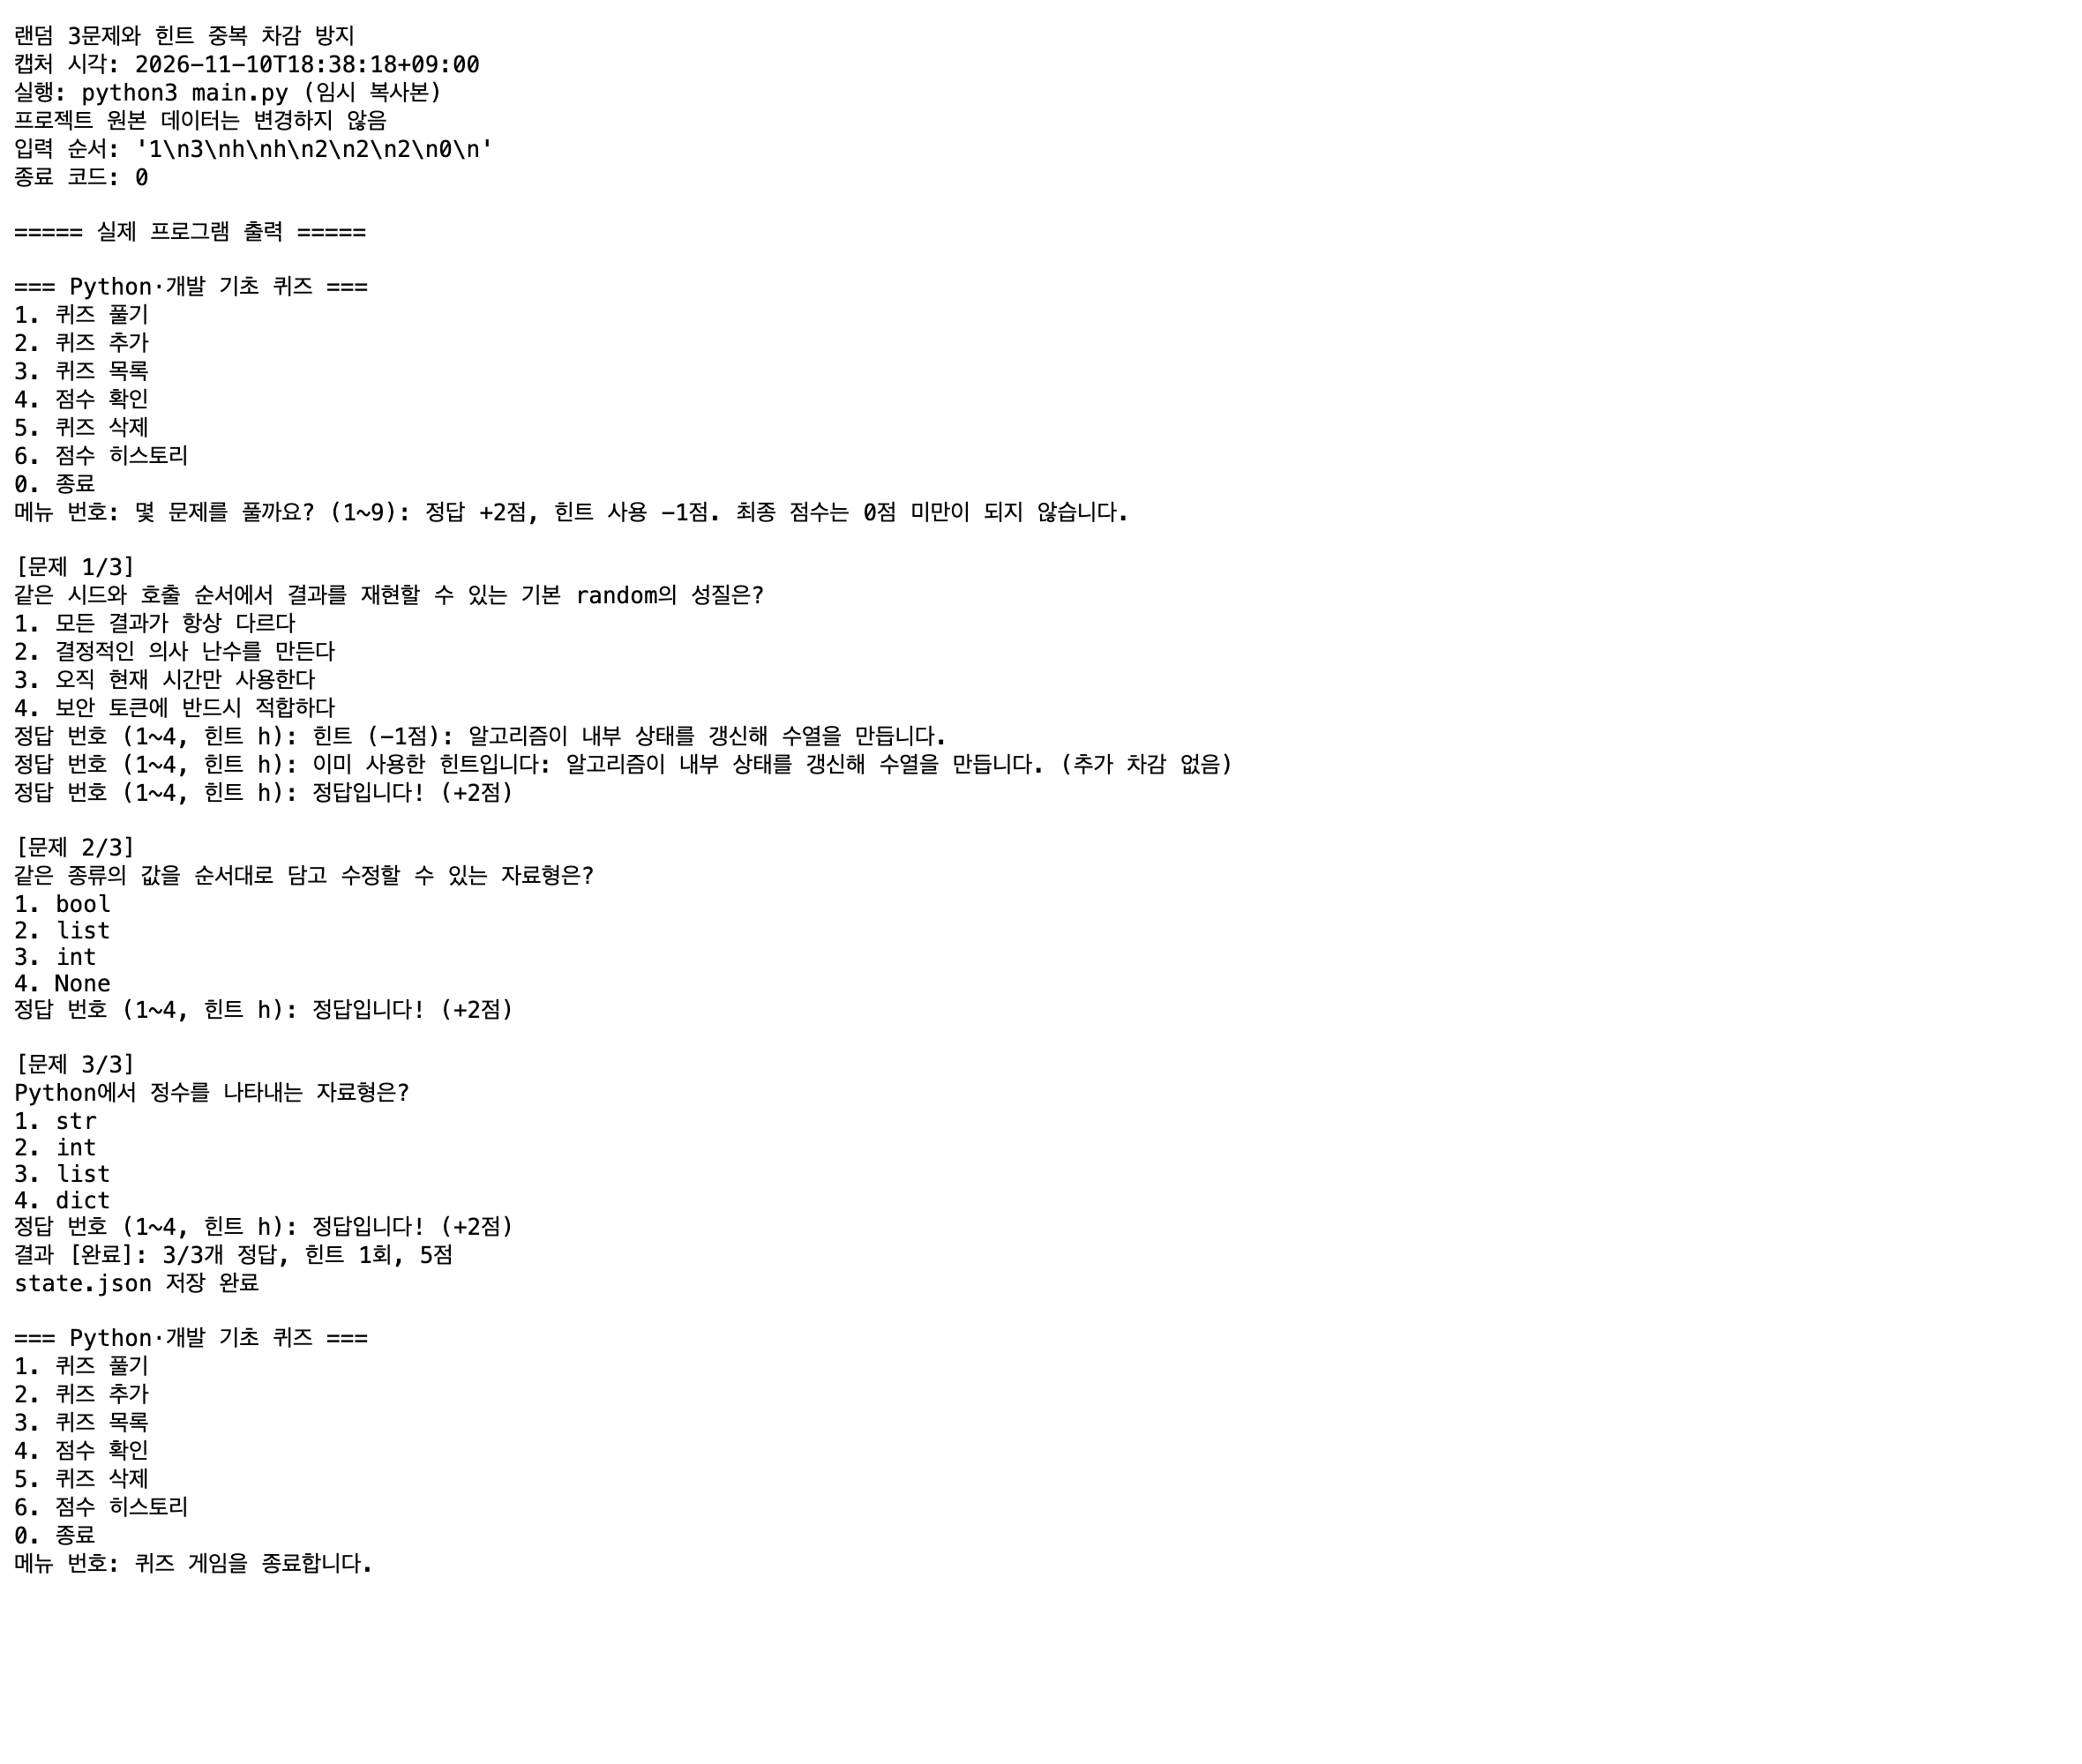 랜덤 3문제와 힌트 중복 차감 방지
캡처 시각: 2026-11-10T18:38:18+09:00
실행: python3 main.py (임시 복사본)
프로젝트 원본 데이터는 변경하지 않음
입력 순서: '1\n3\nh\nh\n2\n2\n2\n0\n'
종료 코드: 0
===== 실제 프로그램 출력 =====
=== Python·개발 기초 퀴즈 ===
1. 퀴즈 풀기
2. 퀴즈 추가
3. 퀴즈 목록
4. 점수 확인
5. 퀴즈 삭제
6. 점수 히스토리
0. 종료
메뉴 번호: 몇 문제를 풀까요? (1~9): 정답 +2점, 힌트 사용 -1점. 최종 점수는 0점 미만이 되지 않습니다.
[문제 1/3]
같은 시드와 호출 순서에서 결과를 재현할 수 있는 기본 random의 성질은?
1. 모든 결과가 항상 다르다
2. 결정적인 의사 난수를 만든다
3. 오직 현재 시간만 사용한다
4. 보안 토큰에 반드시 적합하다
정답 번호 (1~4, 힌트 h): 힌트 (-1점): 알고리즘이 내부 상태를 갱신해 수열을 만듭니다.
정답 번호 (1~4, 힌트 h): 이미 사용한 힌트입니다: 알고리즘이 내부 상태를 갱신해 수열을 만듭니다. (추가 차감 없음)
정답 번호 (1~4, 힌트 h): 정답입니다! (+2점)
[문제 2/3]
같은 종류의 값을 순서대로 담고 수정할 수 있는 자료형은?
1. bool
2. list
3. int
4. None
정답 번호 (1~4, 힌트 h): 정답입니다! (+2점)
[문제 3/3]
Python에서 정수를 나타내는 자료형은?
1. str
2. int
3. list
4. dict
정답 번호 (1~4, 힌트 h): 정답입니다! (+2점)
결과 [완료]: 3/3개 정답, 힌트 1회, 5점
state.json 저장 완료
=== Python·개발 기초 퀴즈 ===
1. 퀴즈 풀기
2. 퀴즈 추가
3. 퀴즈 목록
4. 점수 확인
5. 퀴즈 삭제
6. 점수 히스토리
0. 종료
메뉴 번호: 퀴즈 게임을 종료합니다.